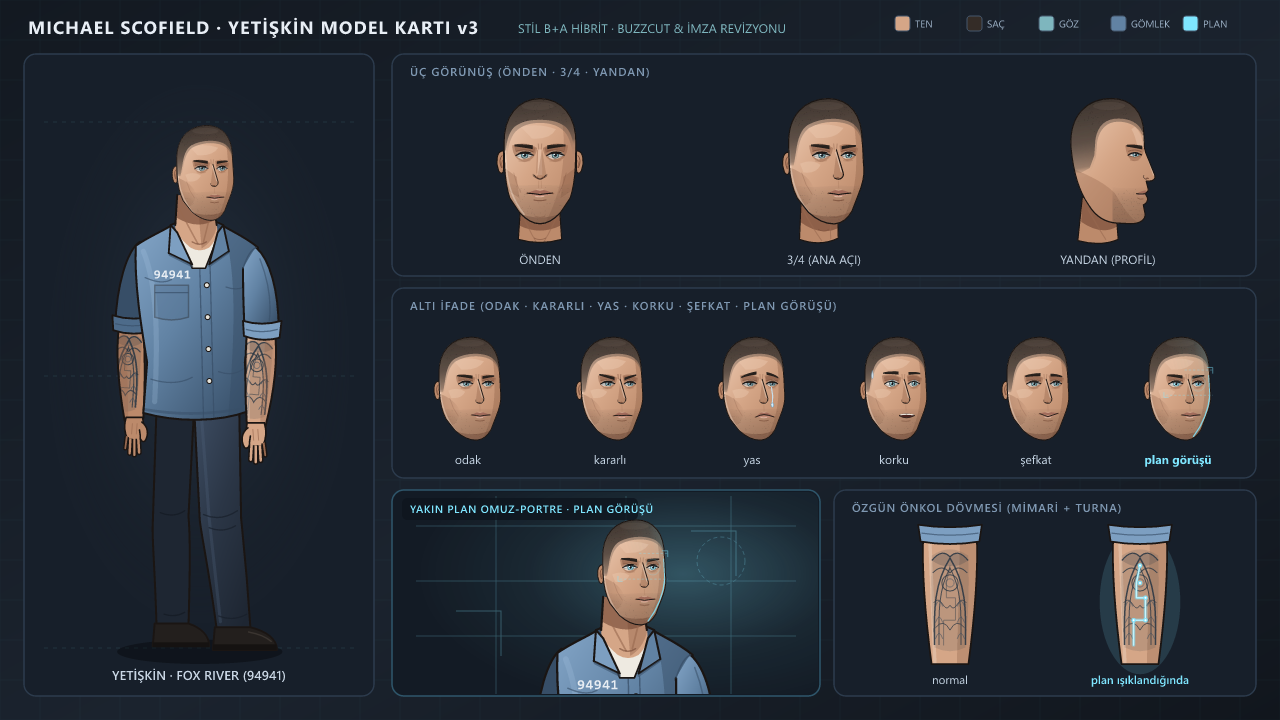 MICHAEL SCOFIELD · YETİŞKİN MODEL KARTI v3
STİL B+A HİBRİT · BUZZCUT & İMZA REVİZYONU
TEN
SAÇ
GÖZ
GÖMLEK
PLAN
94941
YETİŞKİN · FOX RIVER (94941)
ÜÇ GÖRÜNÜŞ (ÖNDEN · 3/4 · YANDAN)
ÖNDEN
3/4 (ANA AÇI)
YANDAN (PROFİL)
ALTI İFADE (ODAK · KARARLI · YAS · KORKU · ŞEFKAT · PLAN GÖRÜŞÜ)
odak
kararlı
yas
korku
şefkat
plan görüşü
YAKIN PLAN OMUZ-PORTRE · PLAN GÖRÜŞÜ
94941
ÖZGÜN ÖNKOL DÖVMESİ (MİMARİ + TURNA)
normal
plan ışıklandığında